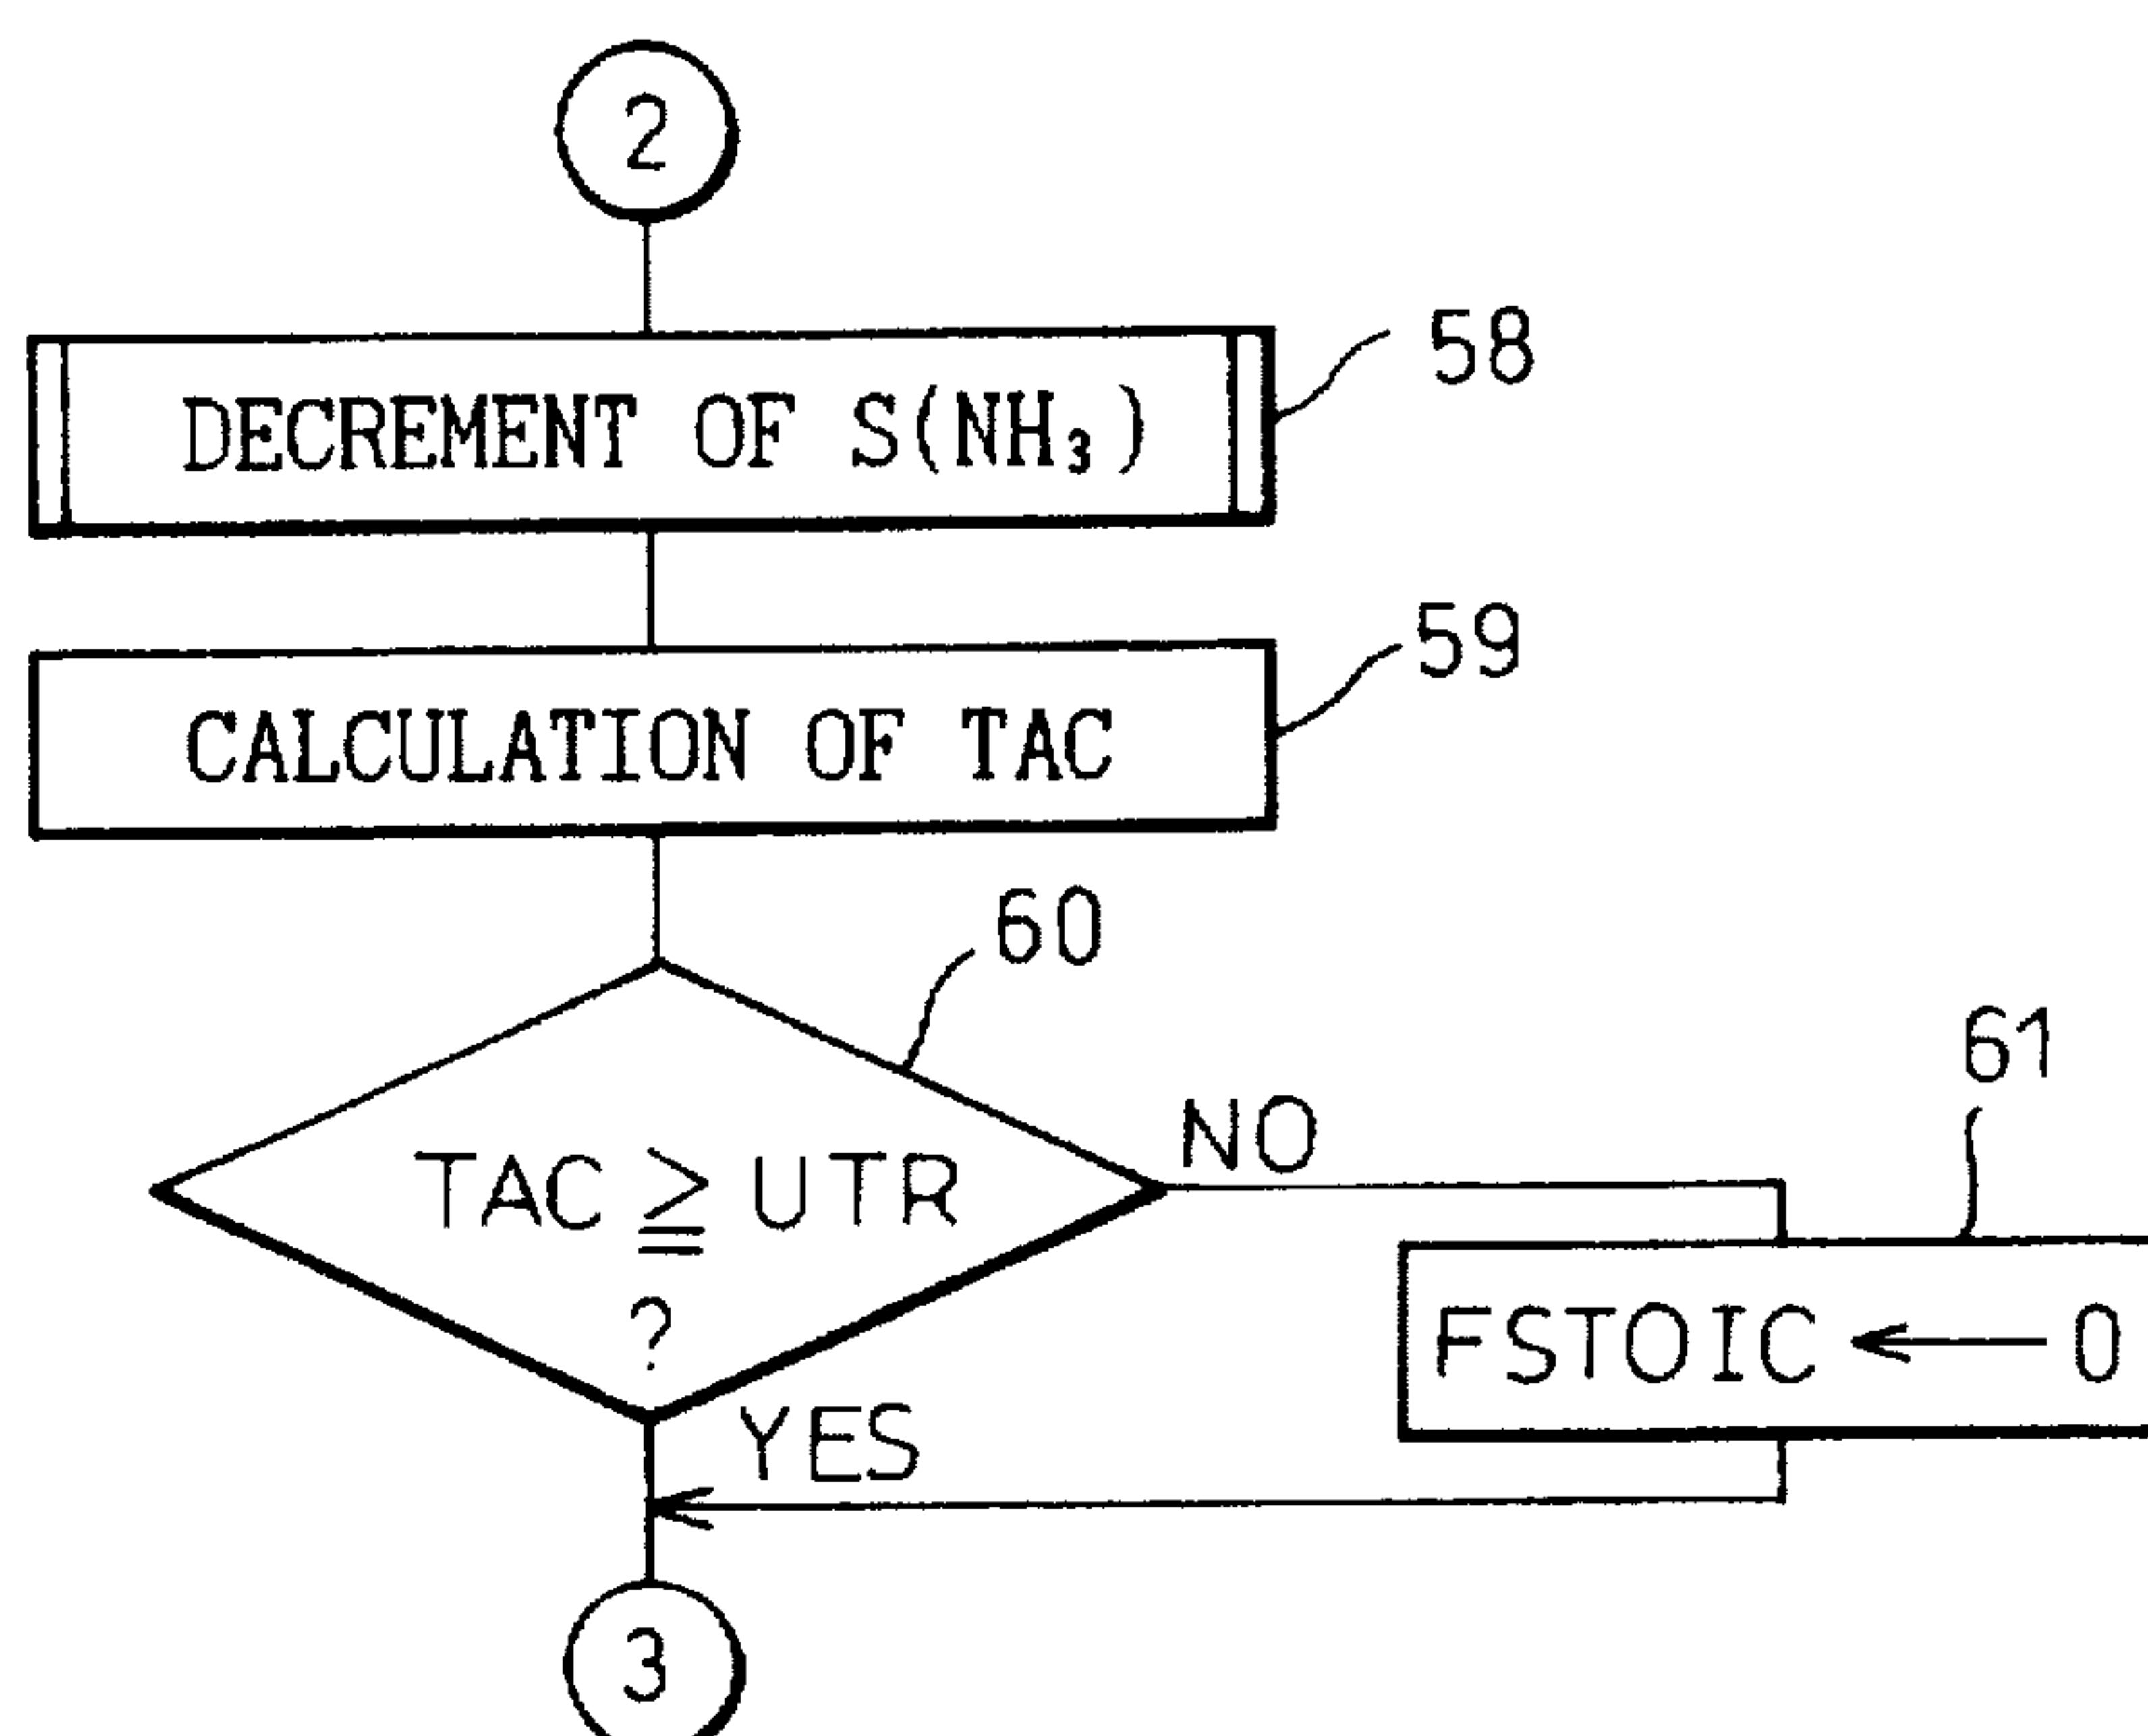 2
DECREMENT OF S(NH₃)
58
CALCULATION OF TAC
59
60
TAC ≧ UTR
?
NO
61
FSTOIC ← 0
YES
3